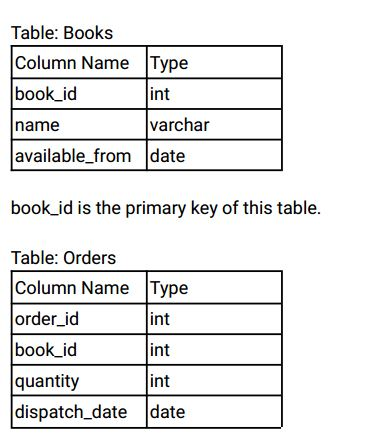 Table: Books
Column Name Type
book_id int
name varchar
available_from date
book_id is the primary key of this table.
Table: Orders
Column Name Type
order_id int
book_id int
quantity int
dispatch_date date